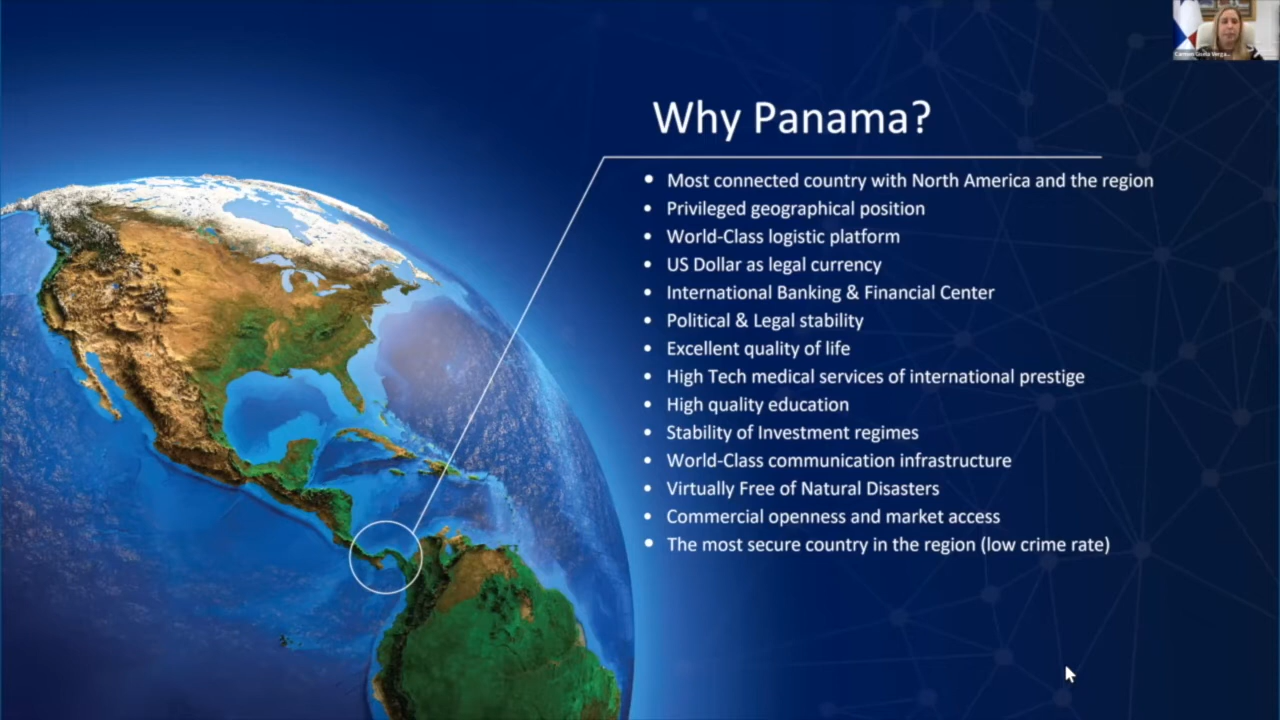 Why Panama?
• Most connected country with North America and the region
• Privileged geographical position
• World-Class logistic platform
• US Dollar as legal currency
• International Banking & Financial Center
• Political & Legal stability
• Excellent quality of life
• High Tech medical services of international prestige
• High quality education
• Stability of Investment regimes
• World-Class communication infrastructure
• Virtually Free of Natural Disasters
• Commercial openness and market access
• The most secure country in the region (low crime rate)